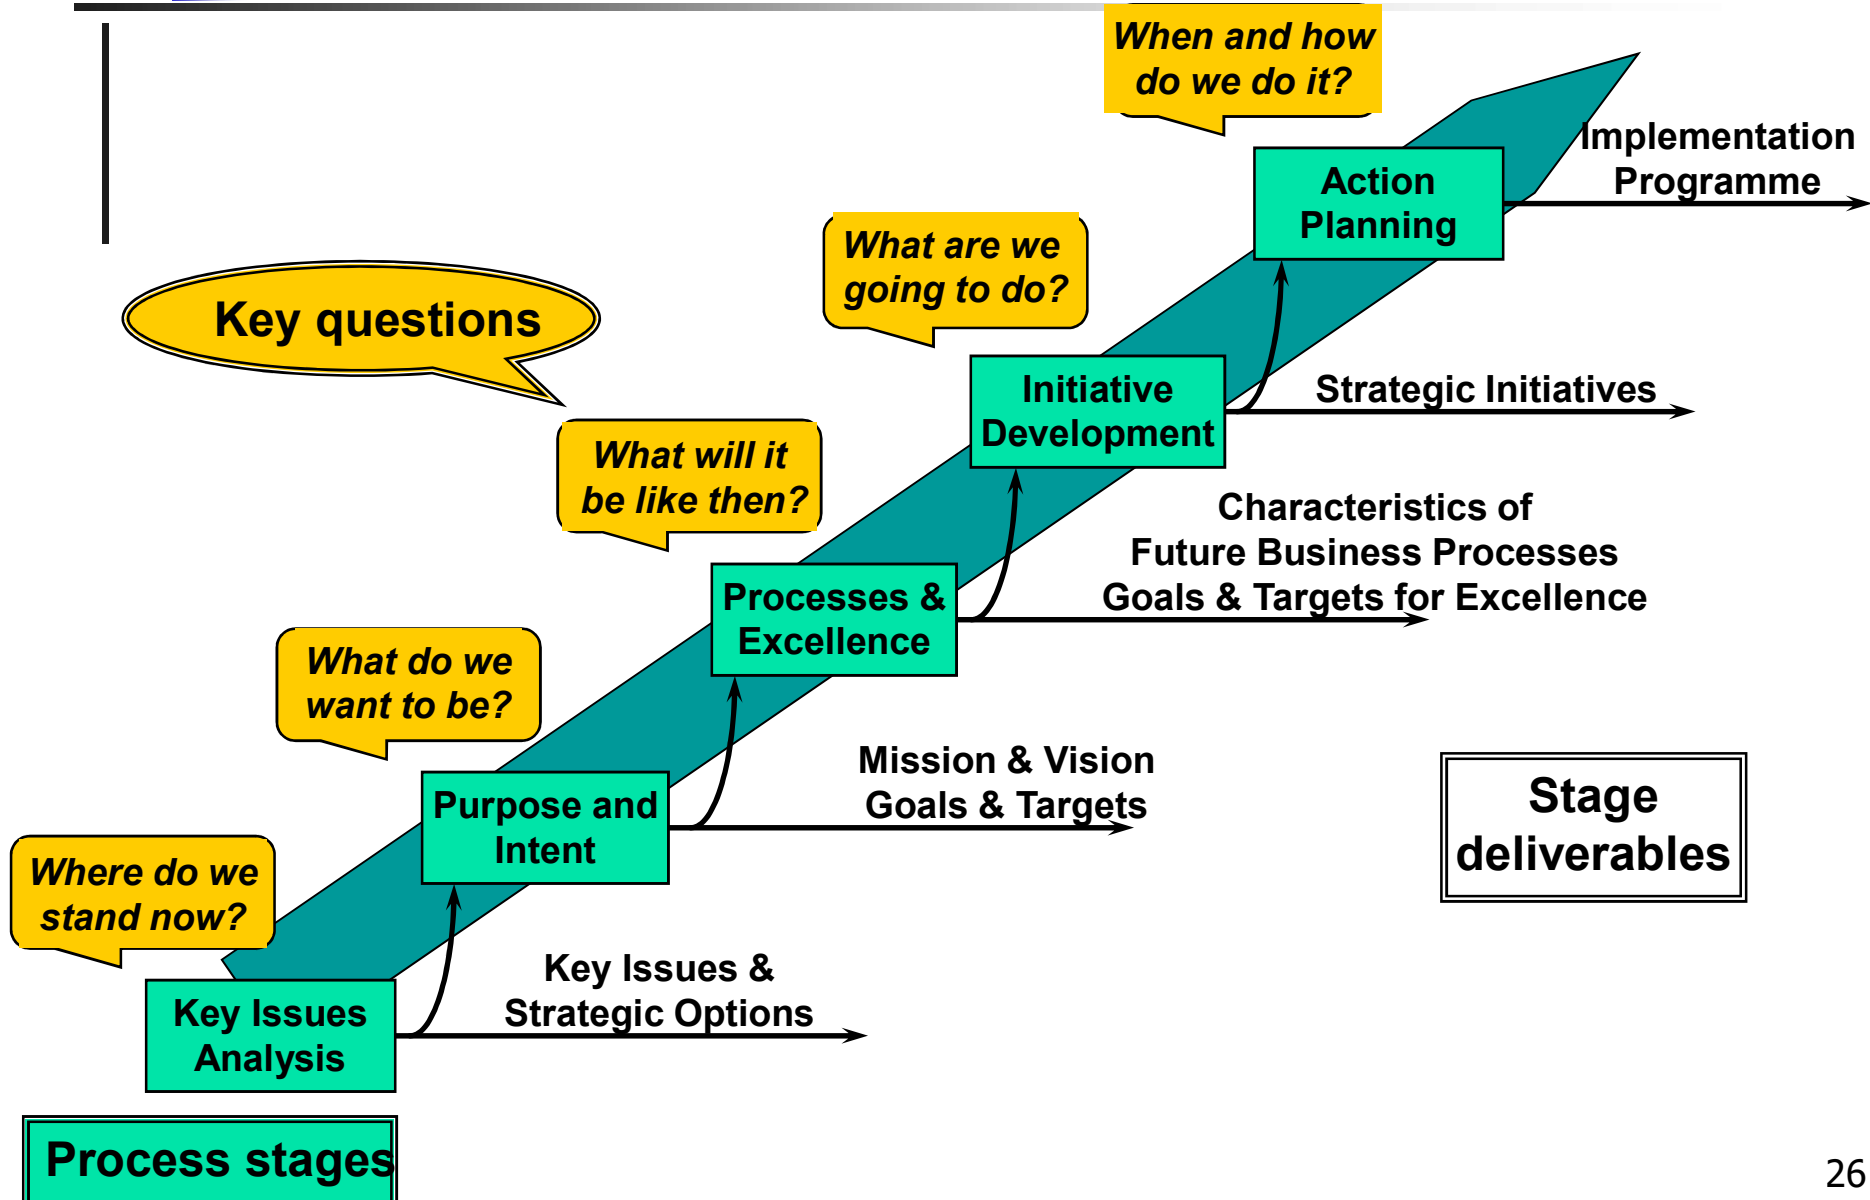 When and how
do we do it?
Implementation
Programme
Action
Planning
What are we
going to do?
Key questions
Initiative
Development
Strategic Initiatives
What will it
be like then?
Characteristics of
Future Business Processes
Goals & Targets for Excellence
Processes &
Excellence
What do we
want to be?
Mission & Vision
Goals & Targets
Purpose and
Intent
Stage
deliverables
Where do we
stand now?
Key Issues &
Strategic Options
Key Issues
Analysis
Process stages
26